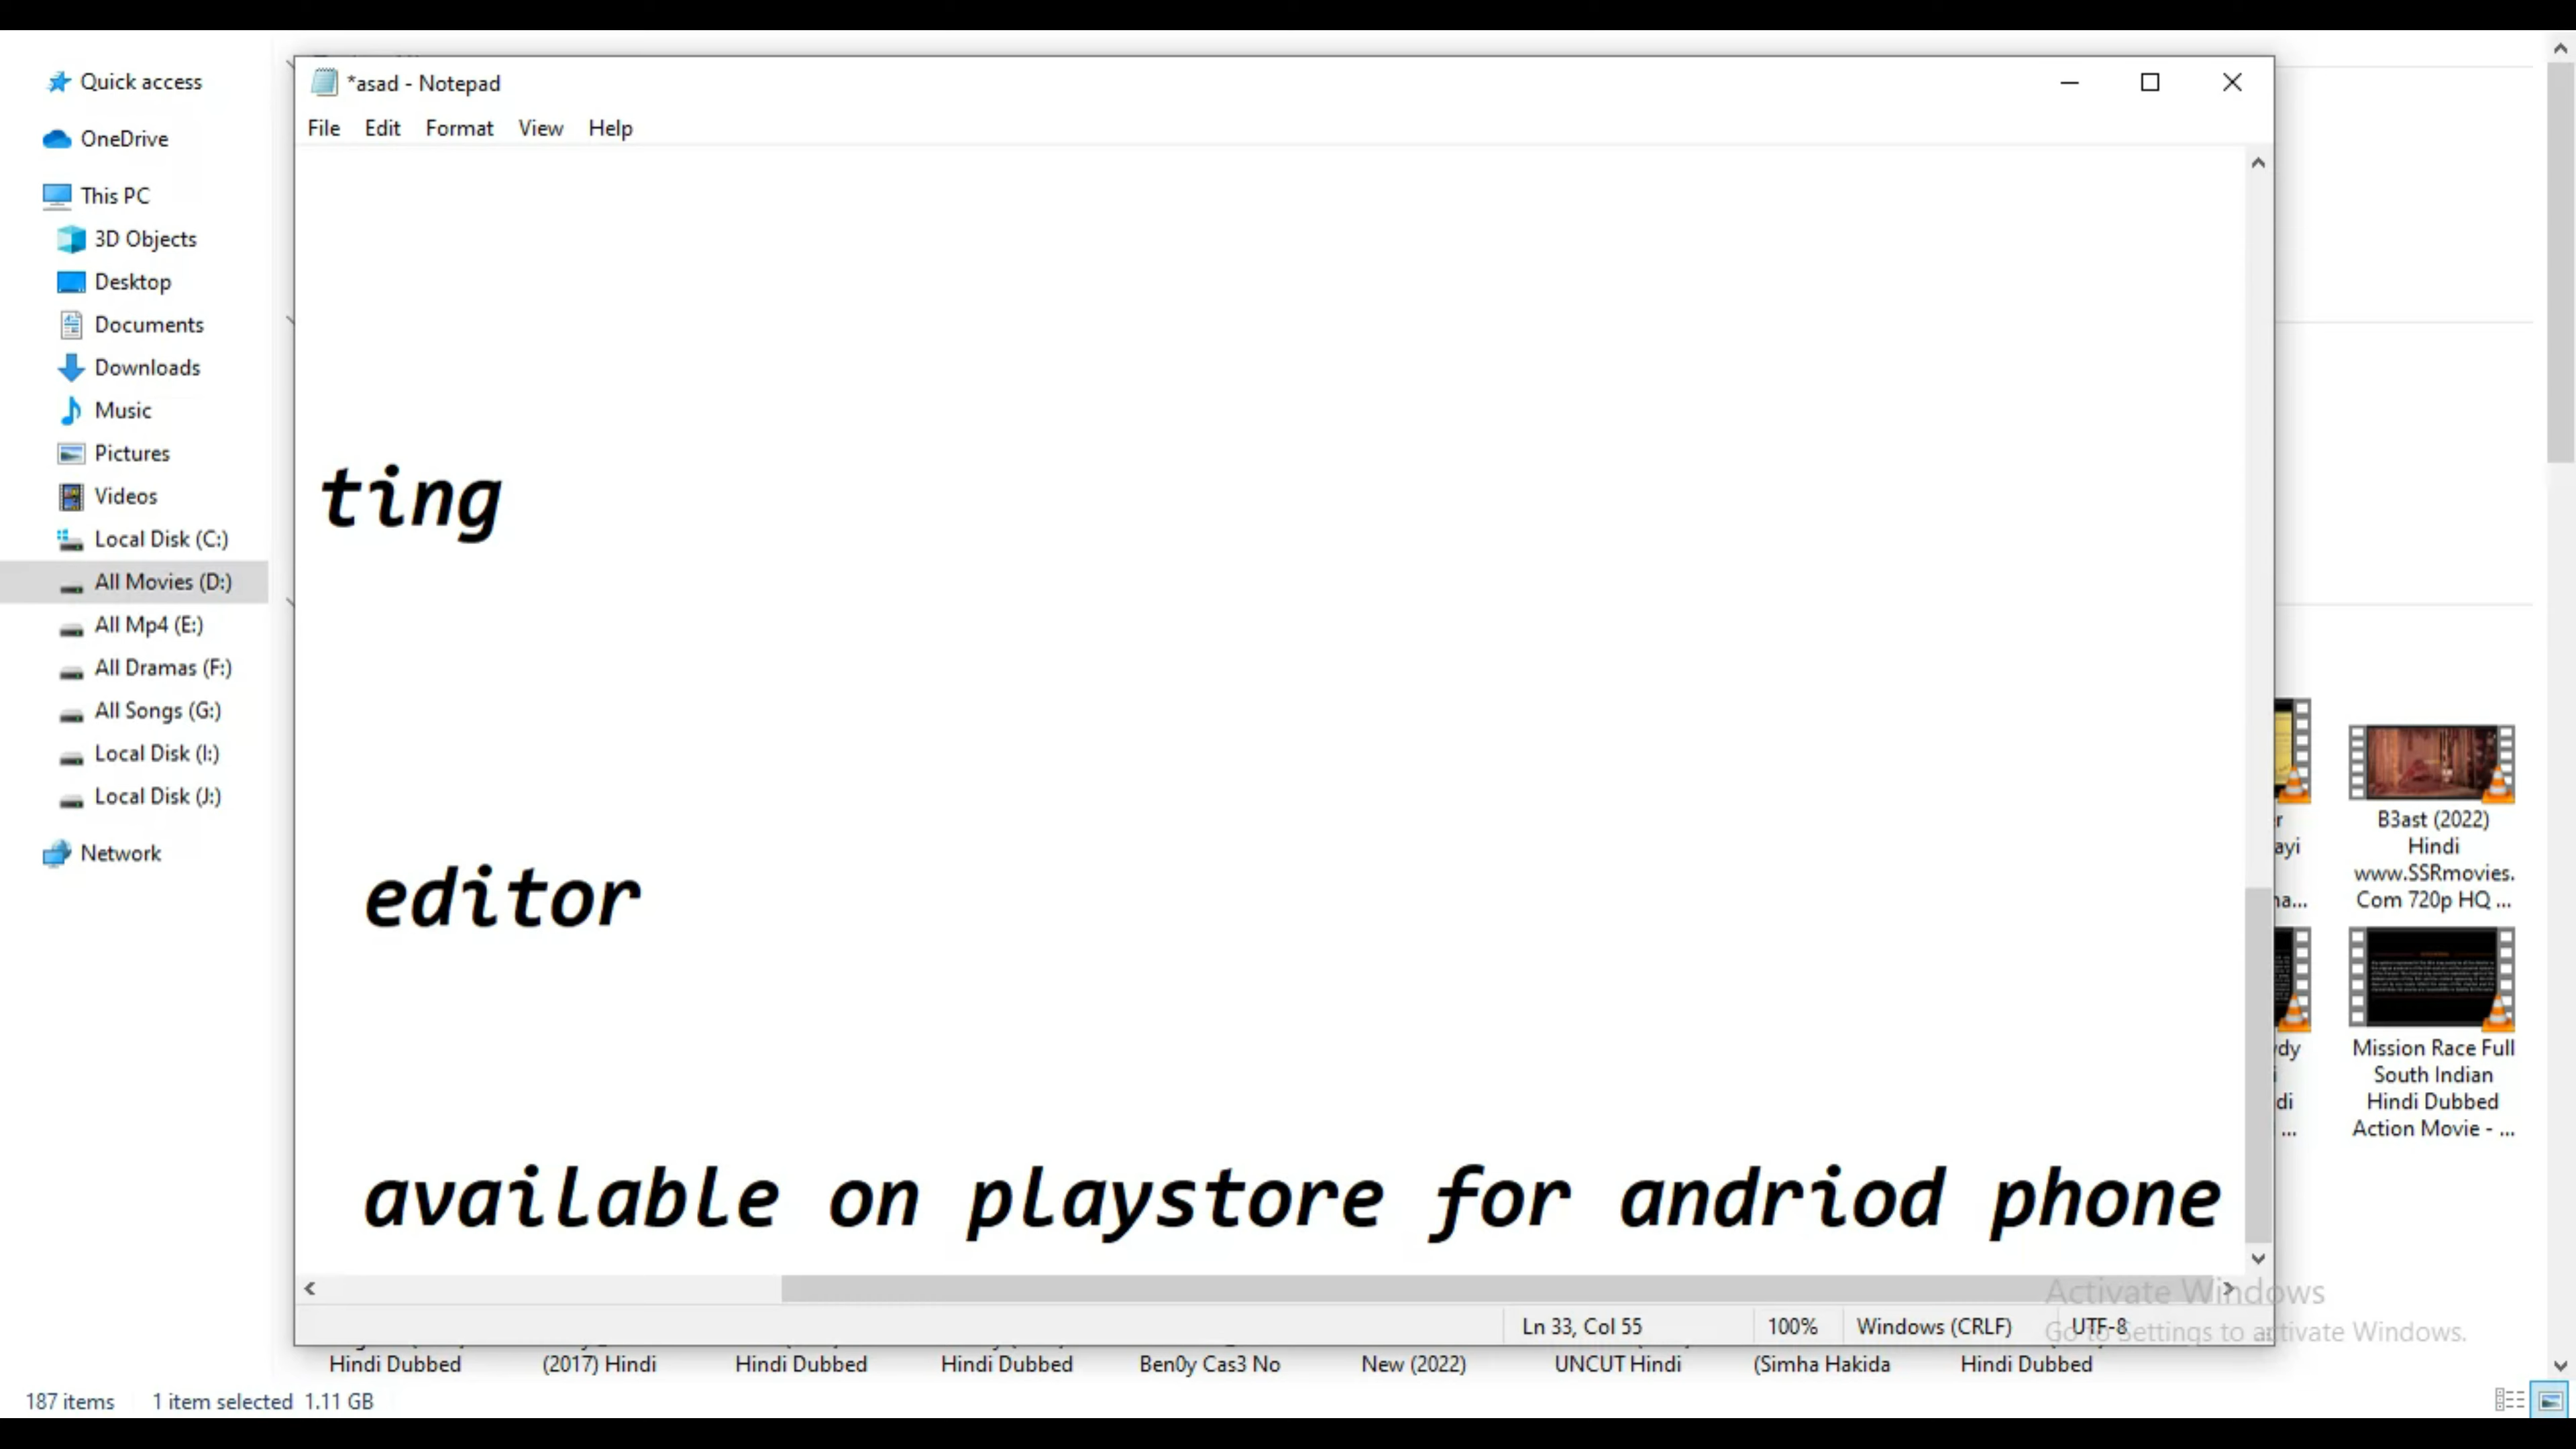 *asad - Notepad
File Edit Format View Help
Quick access
OneDrive
This PC
3D Objects
Desktop
Documents
Downloads
Music
Pictures
Videos
Local Disk (C:)
All Movies (D:)
All Mp4 (E:)
All Dramas (F:)
All Songs (G:)
Local Disk (I:)
Local Disk (J:)
Network
ting
editor
available on playstore for andriod phone
B3ast (2022)
Hindi
www.SSRmovies.
Com 720p HQ ...
Mission Race Full
South Indian
Hindi Dubbed
Action Movie - ...
Activate Windows
Go to Settings to activate Windows.
Ln 33, Col 55 100% Windows (CRLF) UTF-8
Hindi Dubbed (2017) Hindi Hindi Dubbed Hindi Dubbed Ben0y Cas3 No New (2022) UNCUT Hindi (Simha Hakida Hindi Dubbed
187 items 1 item selected 1.11 GB